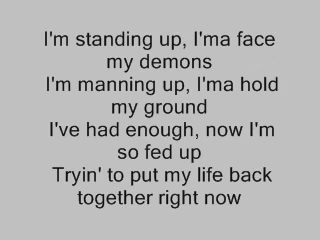 I'm standing up, I'ma face
my demons
I'm manning up, I'ma hold
my ground
I've had enough, now I'm
so fed up
Tryin' to put my life back
together right now